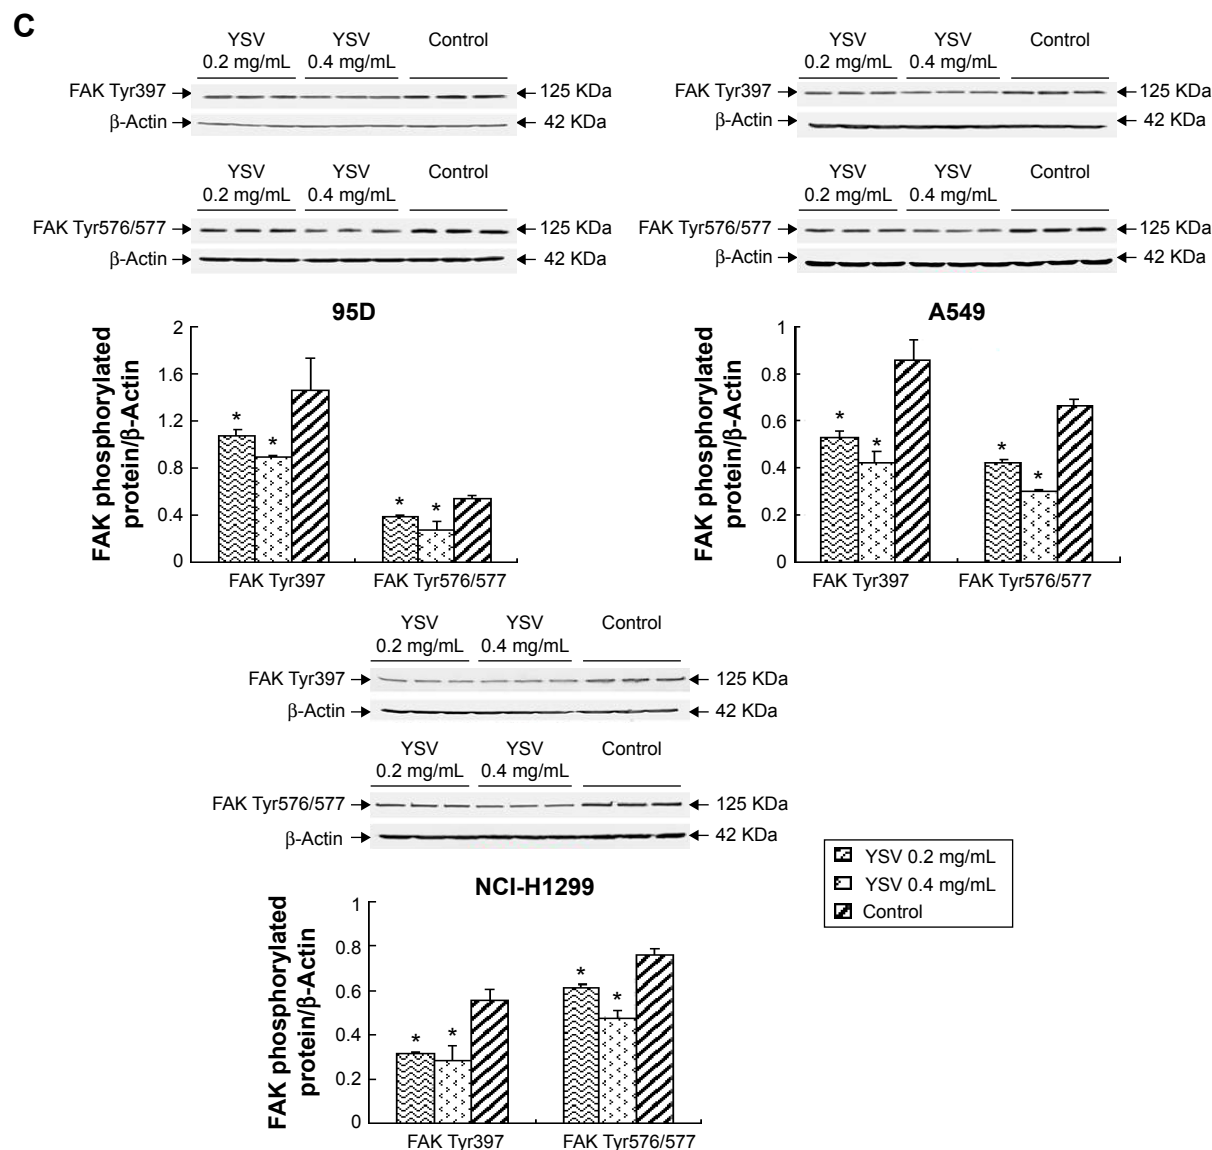 C
YSV YSV Control
0.2 mg/mL 0.4 mg/mL
FAK Tyr397 125 KDa
β-Actin 42 KDa
YSV YSV Control
0.2 mg/mL 0.4 mg/mL
FAK Tyr576/577 125 KDa
β-Actin 42 KDa
95D
FAK phosphorylated
protein/β-Actin
2
1.6
1.2
0.8
0.4
0
* * * *
FAK Tyr397 FAK Tyr576/577
YSV YSV Control
0.2 mg/mL 0.4 mg/mL
FAK Tyr397 125 KDa
β-Actin 42 KDa
YSV YSV Control
0.2 mg/mL 0.4 mg/mL
FAK Tyr576/577 125 KDa
β-Actin 42 KDa
A549
FAK phosphorylated
protein/β-Actin
1
0.8
0.6
0.4
0.2
0
* * * *
FAK Tyr397 FAK Tyr576/577
YSV YSV Control
0.2 mg/mL 0.4 mg/mL
FAK Tyr397 125 KDa
β-Actin 42 KDa
YSV YSV Control
0.2 mg/mL 0.4 mg/mL
FAK Tyr576/577 125 KDa
β-Actin 42 KDa
NCI-H1299
FAK phosphorylated
protein/β-Actin
1
0.8
0.6
0.4
0.2
0
* * * *
FAK Tyr397 FAK Tyr576/577
YSV 0.2 mg/mL
YSV 0.4 mg/mL
Control